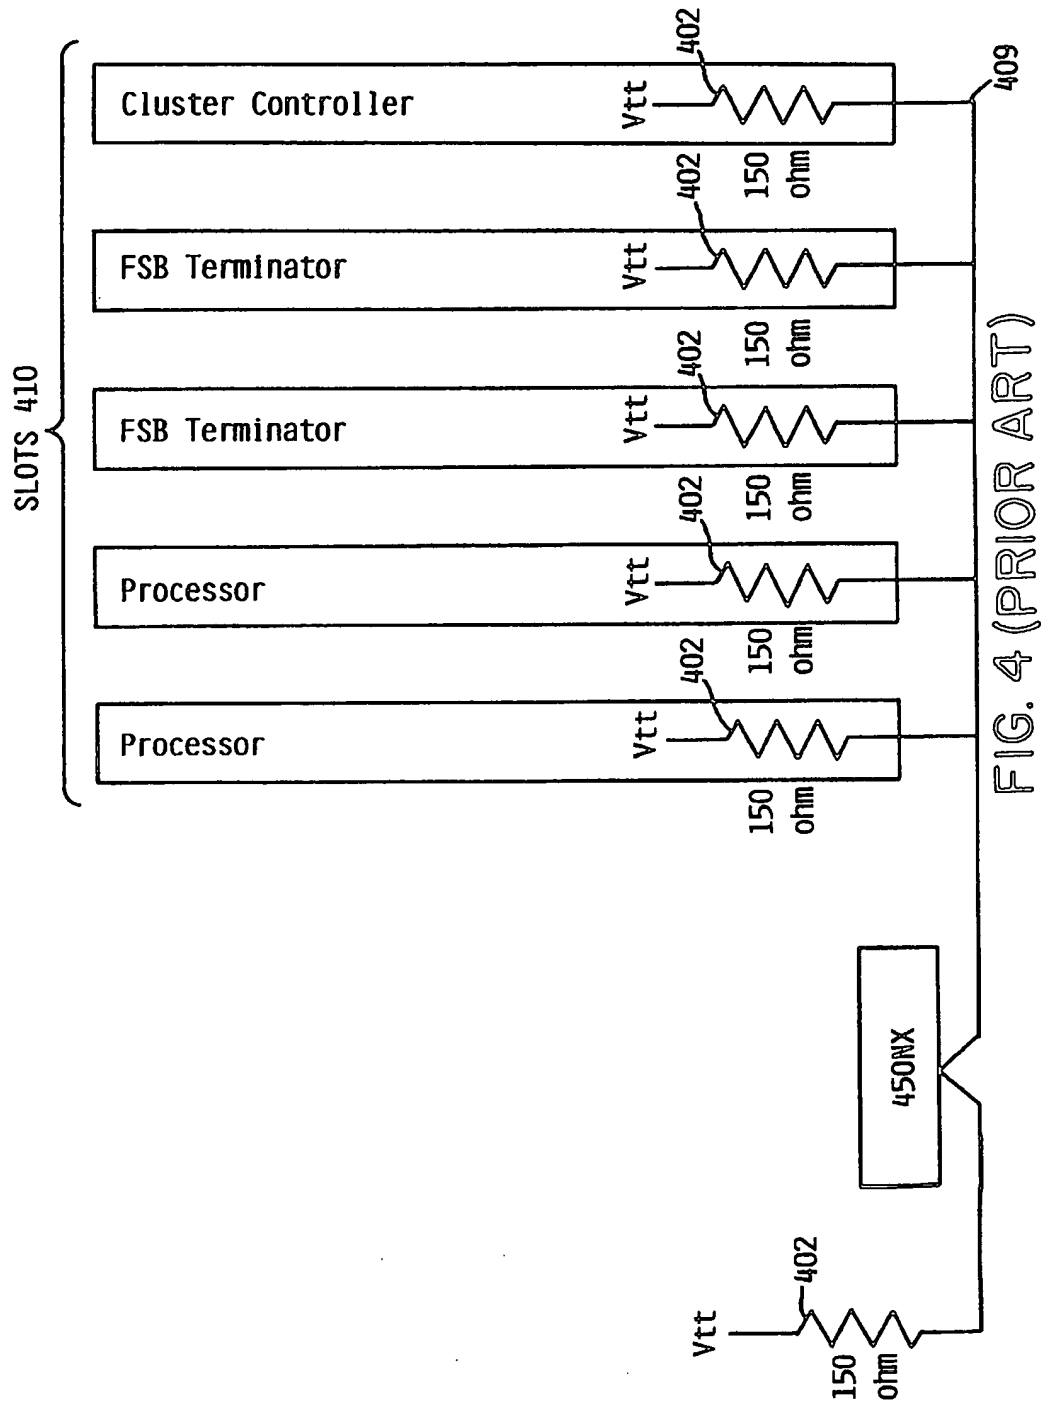 SLOTS 410
Processor
Processor
FSB Terminator
FSB Terminator
Cluster Controller
Vtt
402
150
ohm
Vtt
402
150
ohm
Vtt
402
150
ohm
Vtt
402
150
ohm
Vtt
402
150
ohm
Vtt
402
150
ohm
450NX
409
FIG. 4 (PRIOR ART)